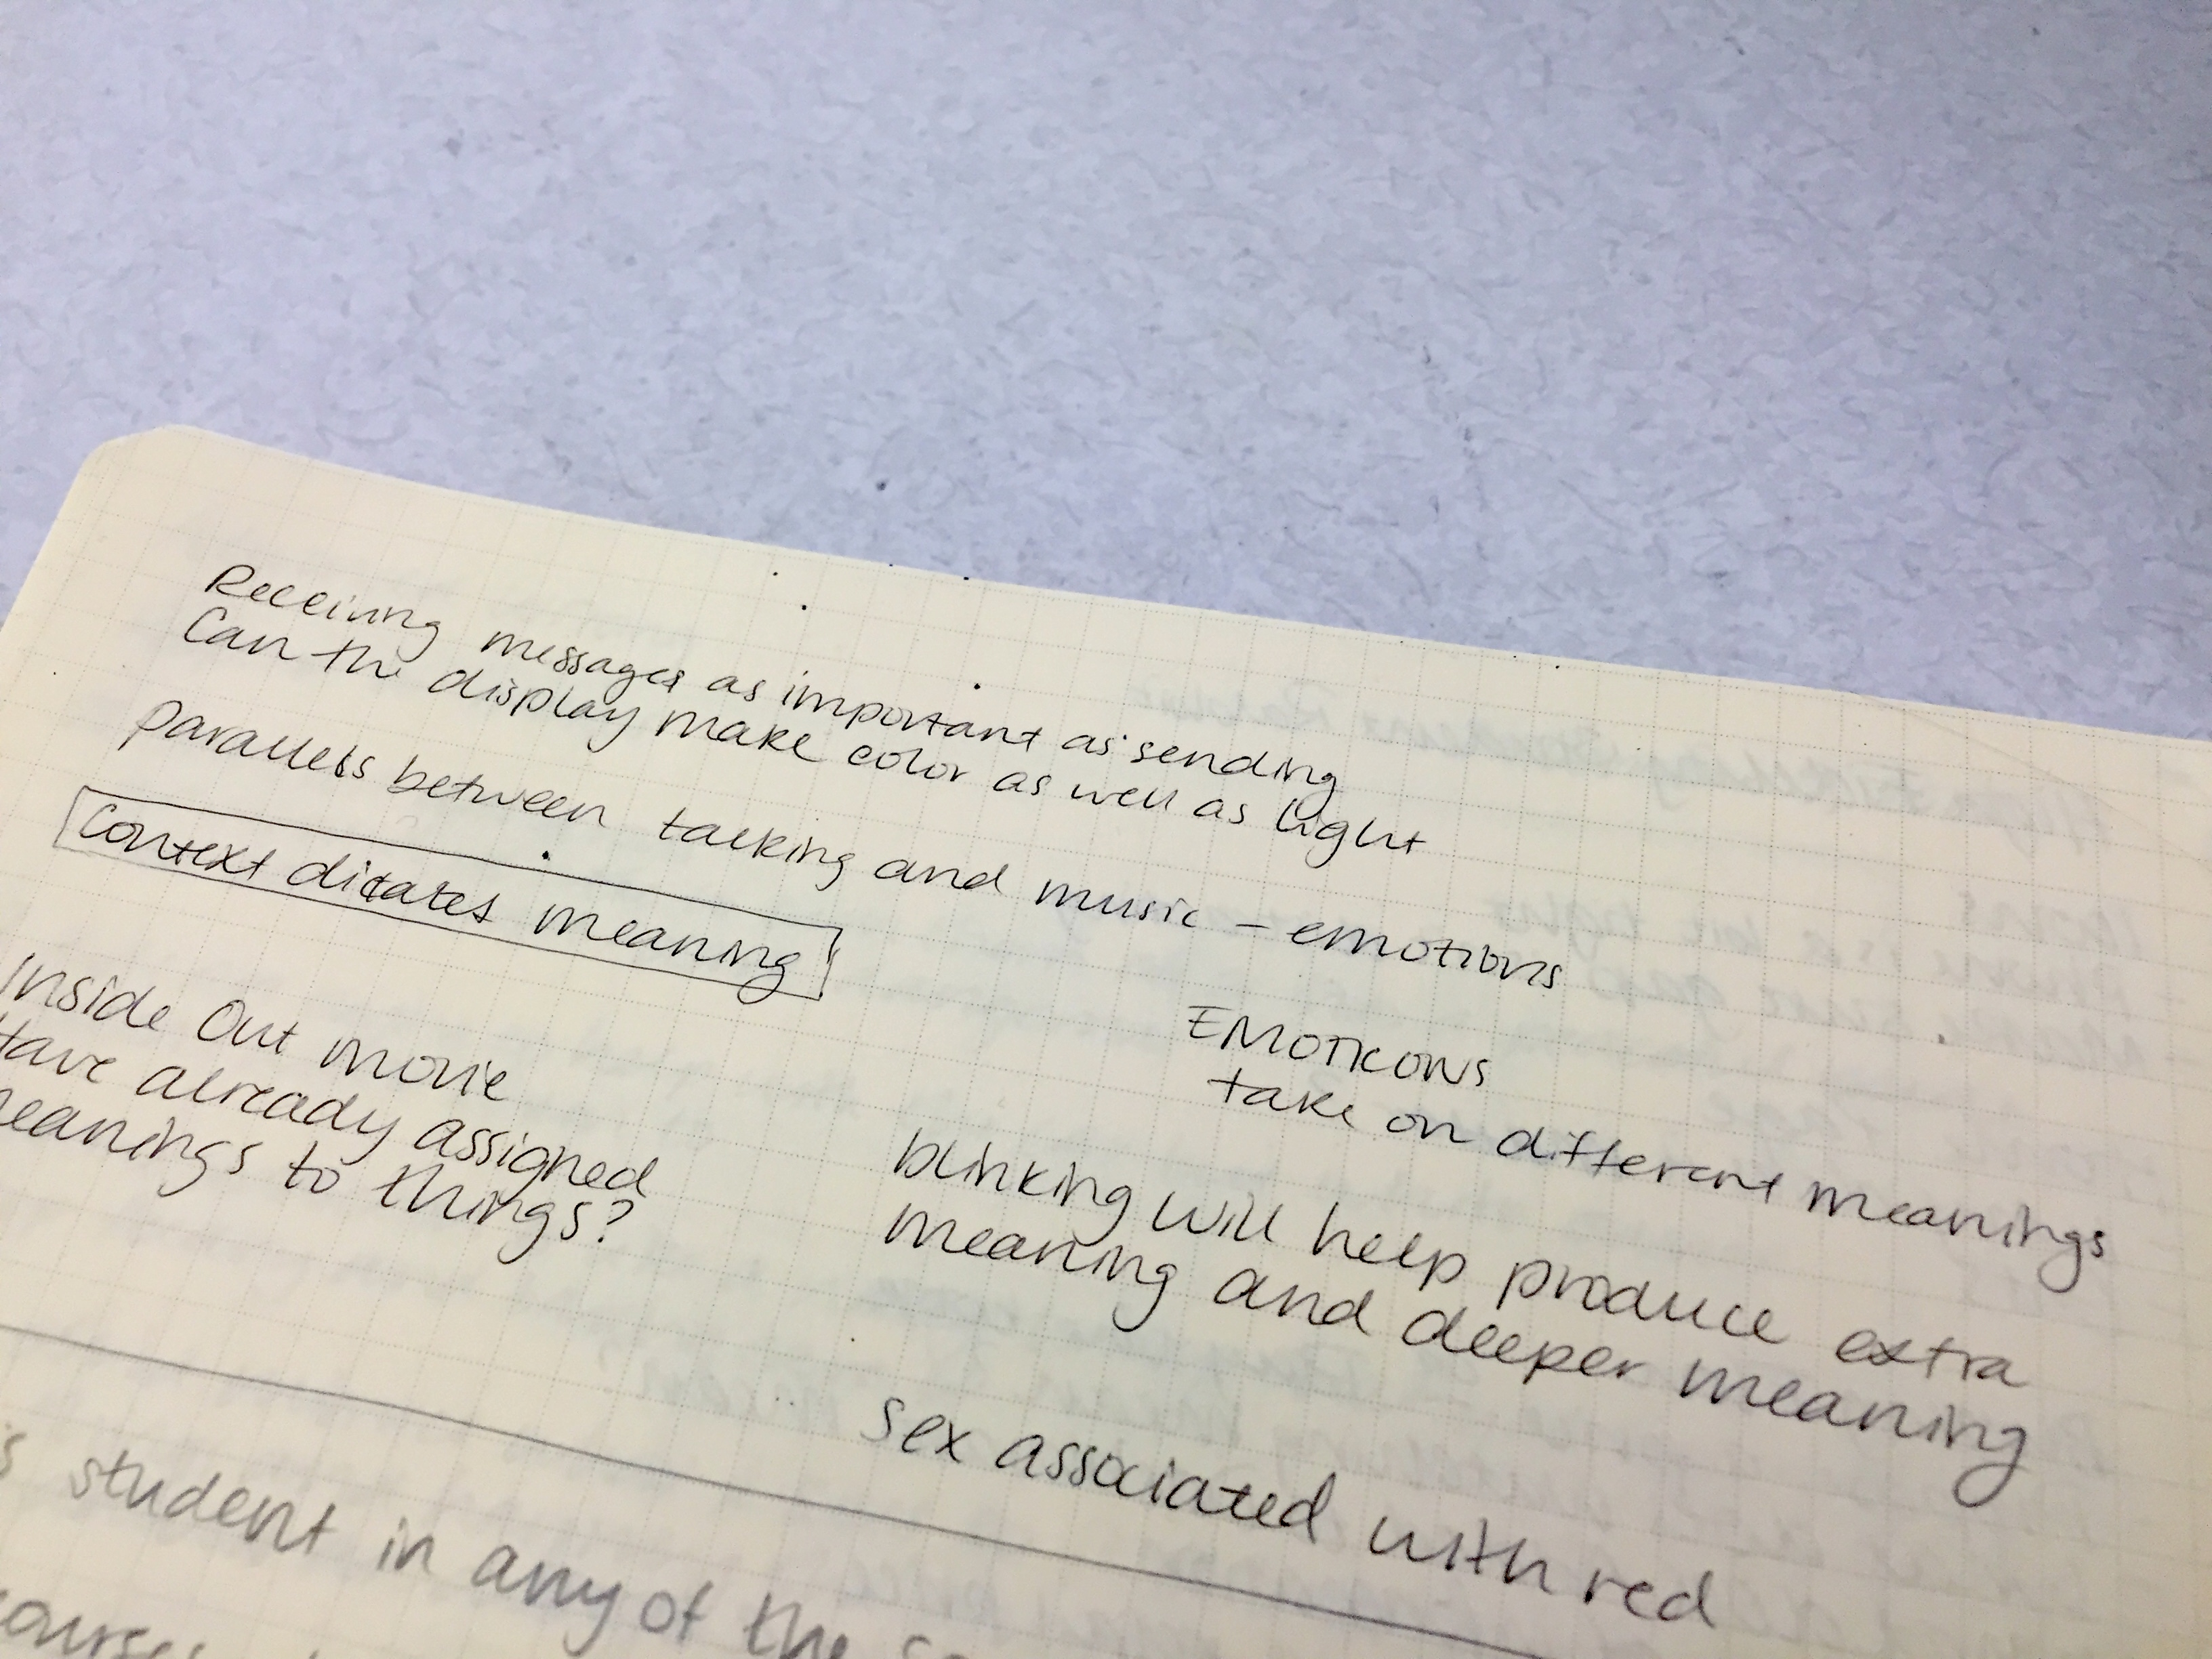 Receiving messages as important as sending
Can the display make color as well as light
parallels between talking and music - emotions
Context dictates meaning
Inside Out movie
Have already assigned
meanings to things?
EMOTICONS
take on different meanings
blinking will help produce extra
meaning and deeper meaning
sex associated with red
student in any of the